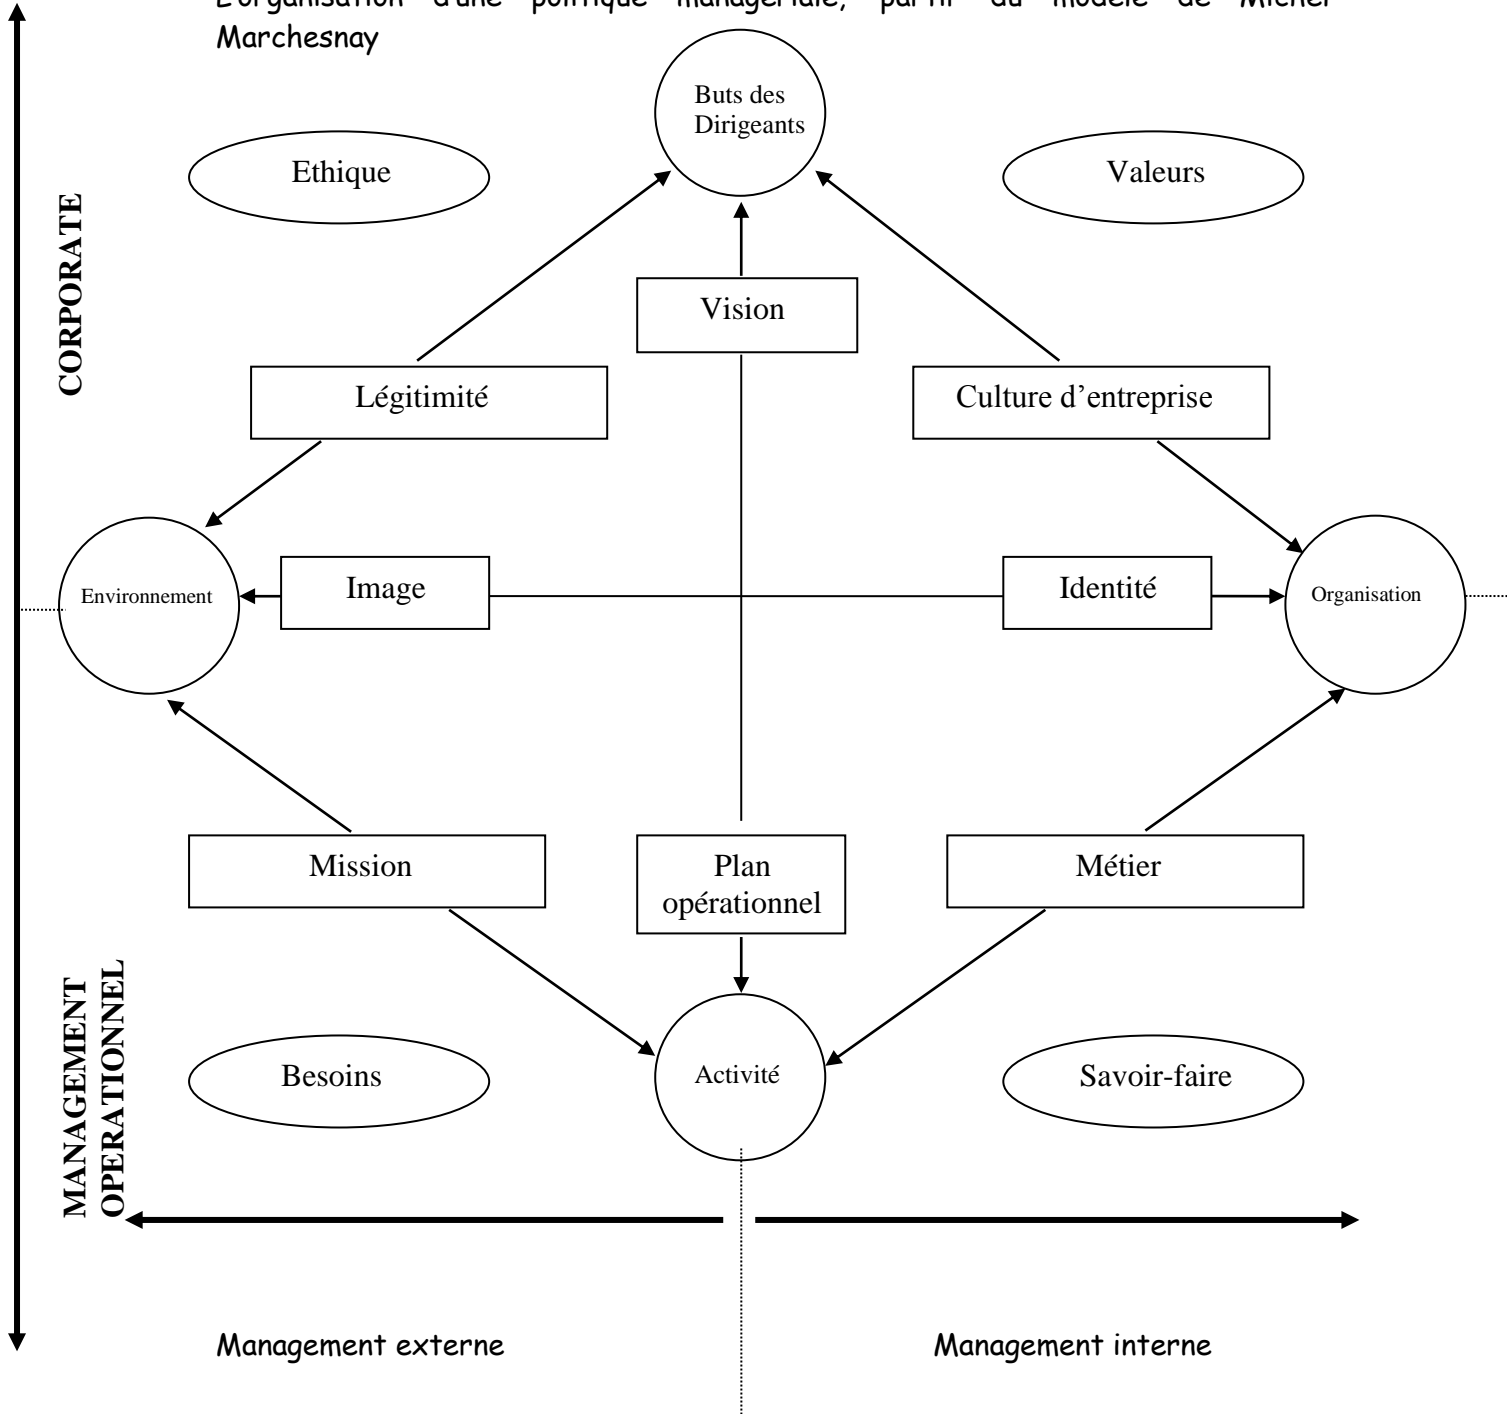 L'organisation d'une politique managériale, partir du modèle de Michel
Marchesnay
Buts des
Dirigeants
Ethique
Valeurs
CORPORATE
Vision
Légitimité
Culture d’entreprise
Environnement
Image
Identité
Organisation
Mission
Plan
opérationnel
Métier
MANAGEMENT
OPERATIONNEL
Besoins
Activité
Savoir-faire
Management externe
Management interne